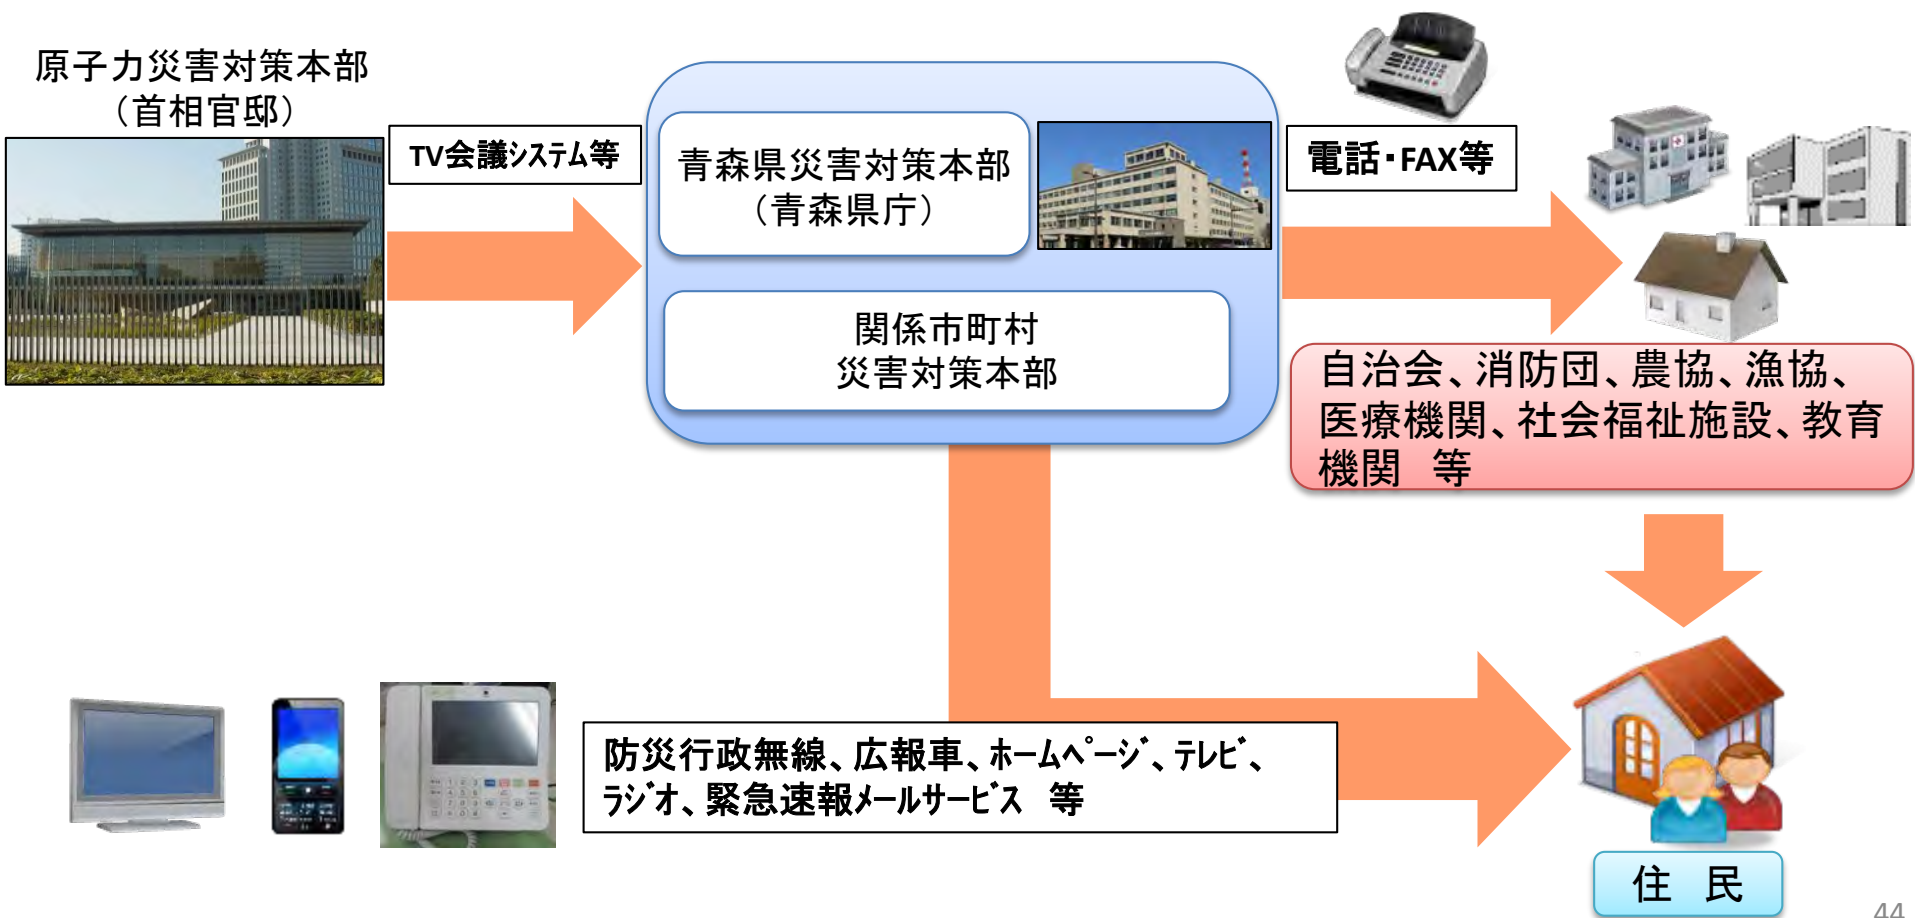 原子力災害対策本部
（首相官邸）
TV会議システム等
青森県災害対策本部
（青森県庁）
電話・FAX等
関係市町村
災害対策本部
自治会、消防団、農協、漁協、
医療機関、社会福祉施設、教育
機関　等
防災行政無線、広報車、ホームページ、テレビ、
ラジオ、緊急速報メールサービス　等
住　民
44